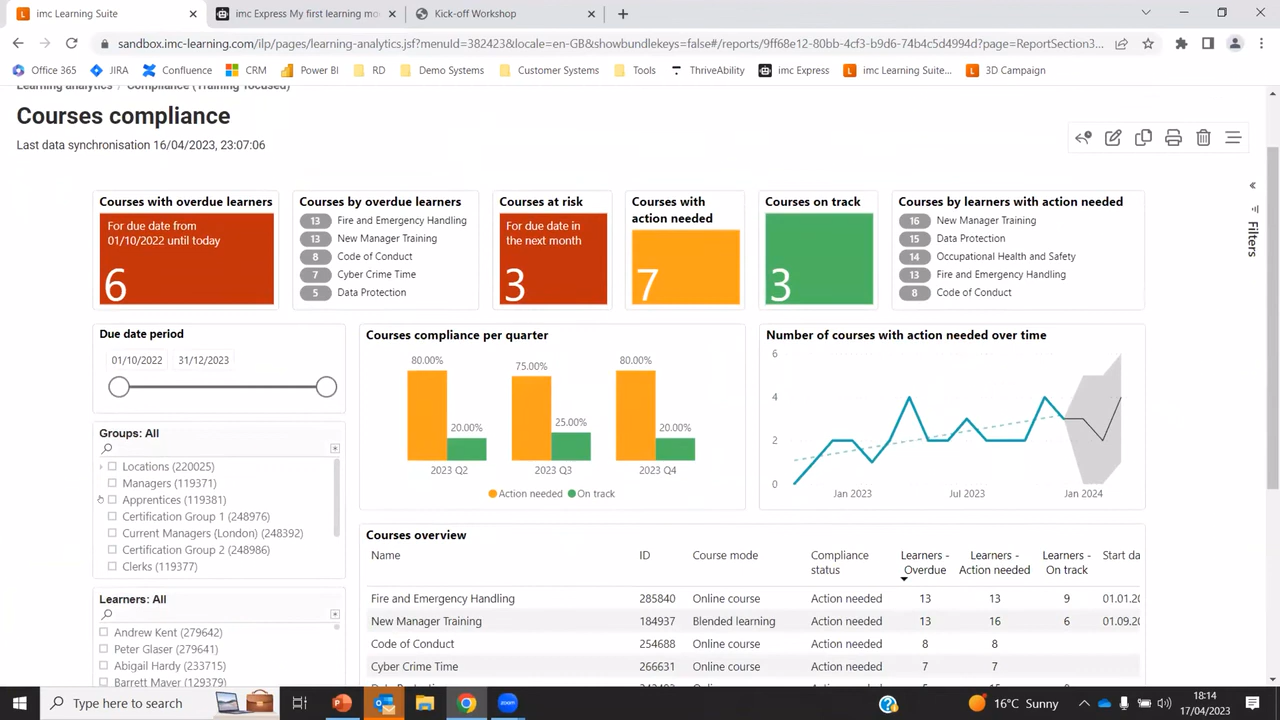 imc Learning Suite
imc Express My first learning mo
Kick-off Workshop
sandbox.imc-learning.com/ilp/pages/learning-analytics.jsf?menuId=382423&locale=en-GB&showbundlekeys=false#/reports/9ff68e12-80bb-4cf3-b9d6-74b4c5d4994d?page=ReportSection3...
Office 365
JIRA
Confluence
CRM
Power BI
RD
Demo Systems
Customer Systems
Tools
ThriveAbility
imc Express
imc Learning Suite...
3D Campaign
Learning analytics / Compliance (Training focused)
Courses compliance
Last data synchronisation 16/04/2023, 23:07:06
Filters
Courses with overdue learners
For due date from
01/10/2022 until today
6
Courses by overdue learners
13 Fire and Emergency Handling
13 New Manager Training
8 Code of Conduct
7 Cyber Crime Time
5 Data Protection
Courses at risk
For due date in
the next month
3
Courses with
action needed
7
Courses on track
3
Courses by learners with action needed
16 New Manager Training
15 Data Protection
14 Occupational Health and Safety
13 Fire and Emergency Handling
8 Code of Conduct
Due date period
01/10/2022 31/12/2023
Groups: All
Locations (220025)
Managers (119371)
Apprentices (119381)
Certification Group 1 (248976)
Current Managers (London) (248392)
Certification Group 2 (248986)
Clerks (119377)
Learners: All
Andrew Kent (279642)
Peter Glaser (279641)
Abigail Hardy (233715)
Barrett Mayer (129379)
Courses compliance per quarter
80.00% 75.00% 80.00%
20.00% 25.00% 20.00%
2023 Q2 2023 Q3 2023 Q4
Action needed On track
Number of courses with action needed over time
6
4
2
0
Jan 2023 Jul 2023 Jan 2024
Courses overview
Name ID Course mode Compliance status Learners - Overdue Learners - Action needed Learners - On track Start da
Fire and Emergency Handling 285840 Online course Action needed 13 13 9 01.01.20
New Manager Training 184937 Blended learning Action needed 13 16 6 01.09.20
Code of Conduct 254688 Online course Action needed 8 8
Cyber Crime Time 266631 Online course Action needed 7 7
Type here to search
16°C Sunny
18:14
17/04/2023